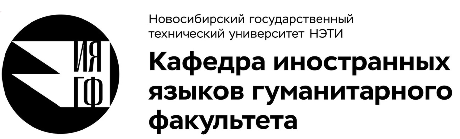 ИЯ
ГФ
Новосибирский государственный
технический университет НЭТИ
Кафедра иностранных
языков гуманитарного
факультета